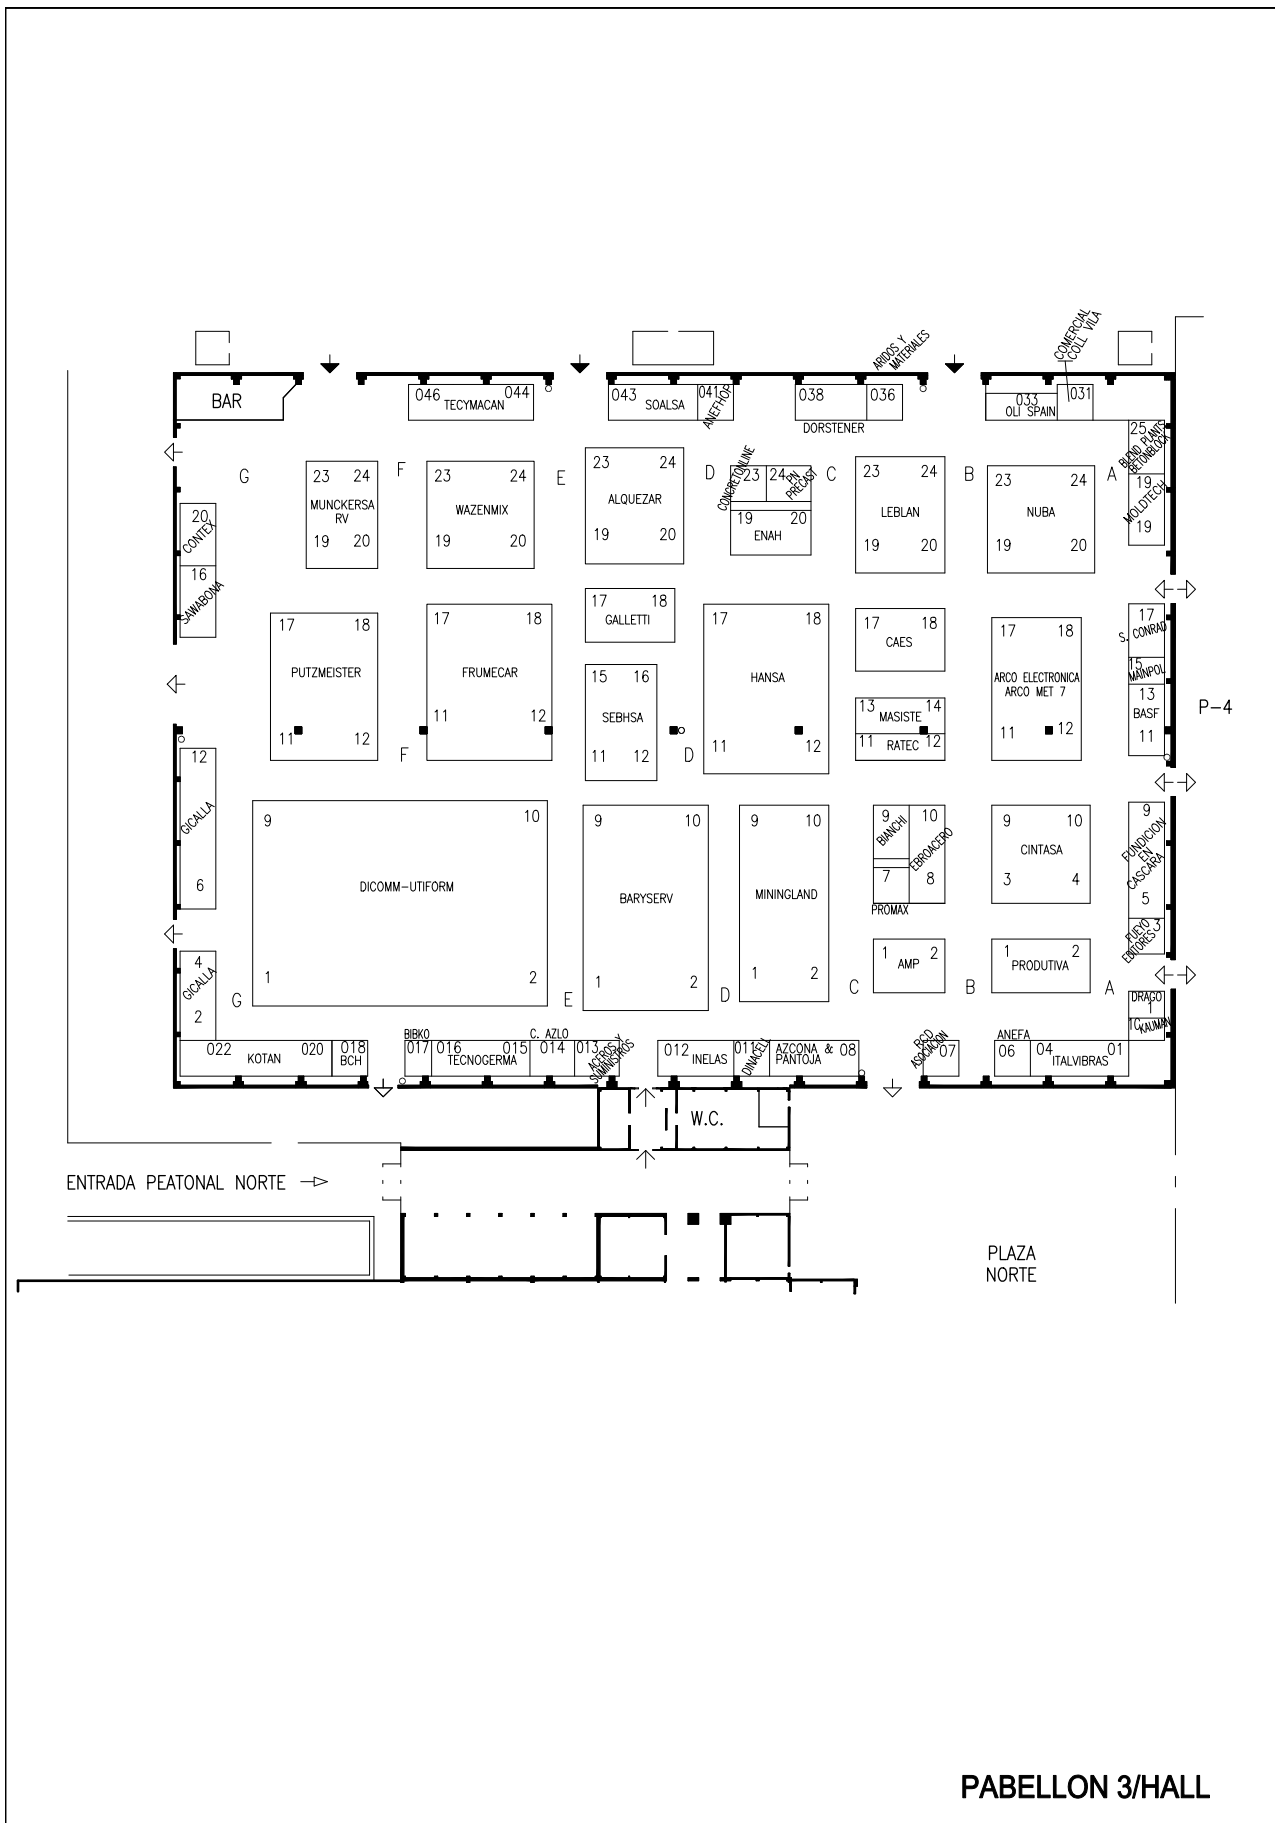 ARIDOS Y
MATERIALES
COMERCIAL
COLL VILA
BAR
046
044
TECYMACAN
043
SOALSA
041
ANEFHOP
038
036
DORSTENER
033
OLI SPAIN
031
25
BLEND PLANTS
BETONBLOCK
G
F
E
D
C
B
A
23 24
MUNCKERSA
RV
19 20
23 24
WAZENMIX
19 20
23 24
ALQUEZAR
19 20
CONCRETONLINE
23
24
EN
PRECAST
19 20
ENAH
23 24
LEBLAN
19 20
23 24
NUBA
19 20
19
MOLDTECH
19
20
CONTEX
16
SAWABONA
17 18
PUTZMEISTER
11 12
17 18
FRUMECAR
11 12
17 18
GALLETTI
15 16
SEBHSA
11 12
17 18
HANSA
11 12
17 18
CAES
13 14
MASISTE
11 RATEC 12
17 18
ARCO ELECTRONICA
ARCO MET 7
11 12
17
S. CONRAD
15
MAINPOL
13
BASF
11
P-4
F
D
12
GICALLA
6
9 10
DICOMM-UTIFORM
1 2
9 10
BARYSERV
1 2
9 10
MININGLAND
1 2
9
BIANCHI
7
PROMAX
10
EBROACERO
8
9 10
CINTASA
3 4
9
FUNDICION
EN
CASCARA
5
FUEYO
EDITORES
3
1 2
AMP
1 2
PRODUTIVA
4
GICALLA
2
G
E
D
C
B
A
DRAGO
1
1C
KAUMAN
022 020
KOTAN
018
BCH
BIBKO
017
016 015
TECNOGERMA
C. AZLO
014
013
ACEROS Y
SUMINISTROS
012
INELAS
011
DINACELL
AZCONA &
PANTOJA
08
RCD
ASOCIACION
07
ANEFA
06
04 01
ITALVIBRAS
W.C.
ENTRADA PEATONAL NORTE
PLAZA
NORTE
PABELLON 3/HALL